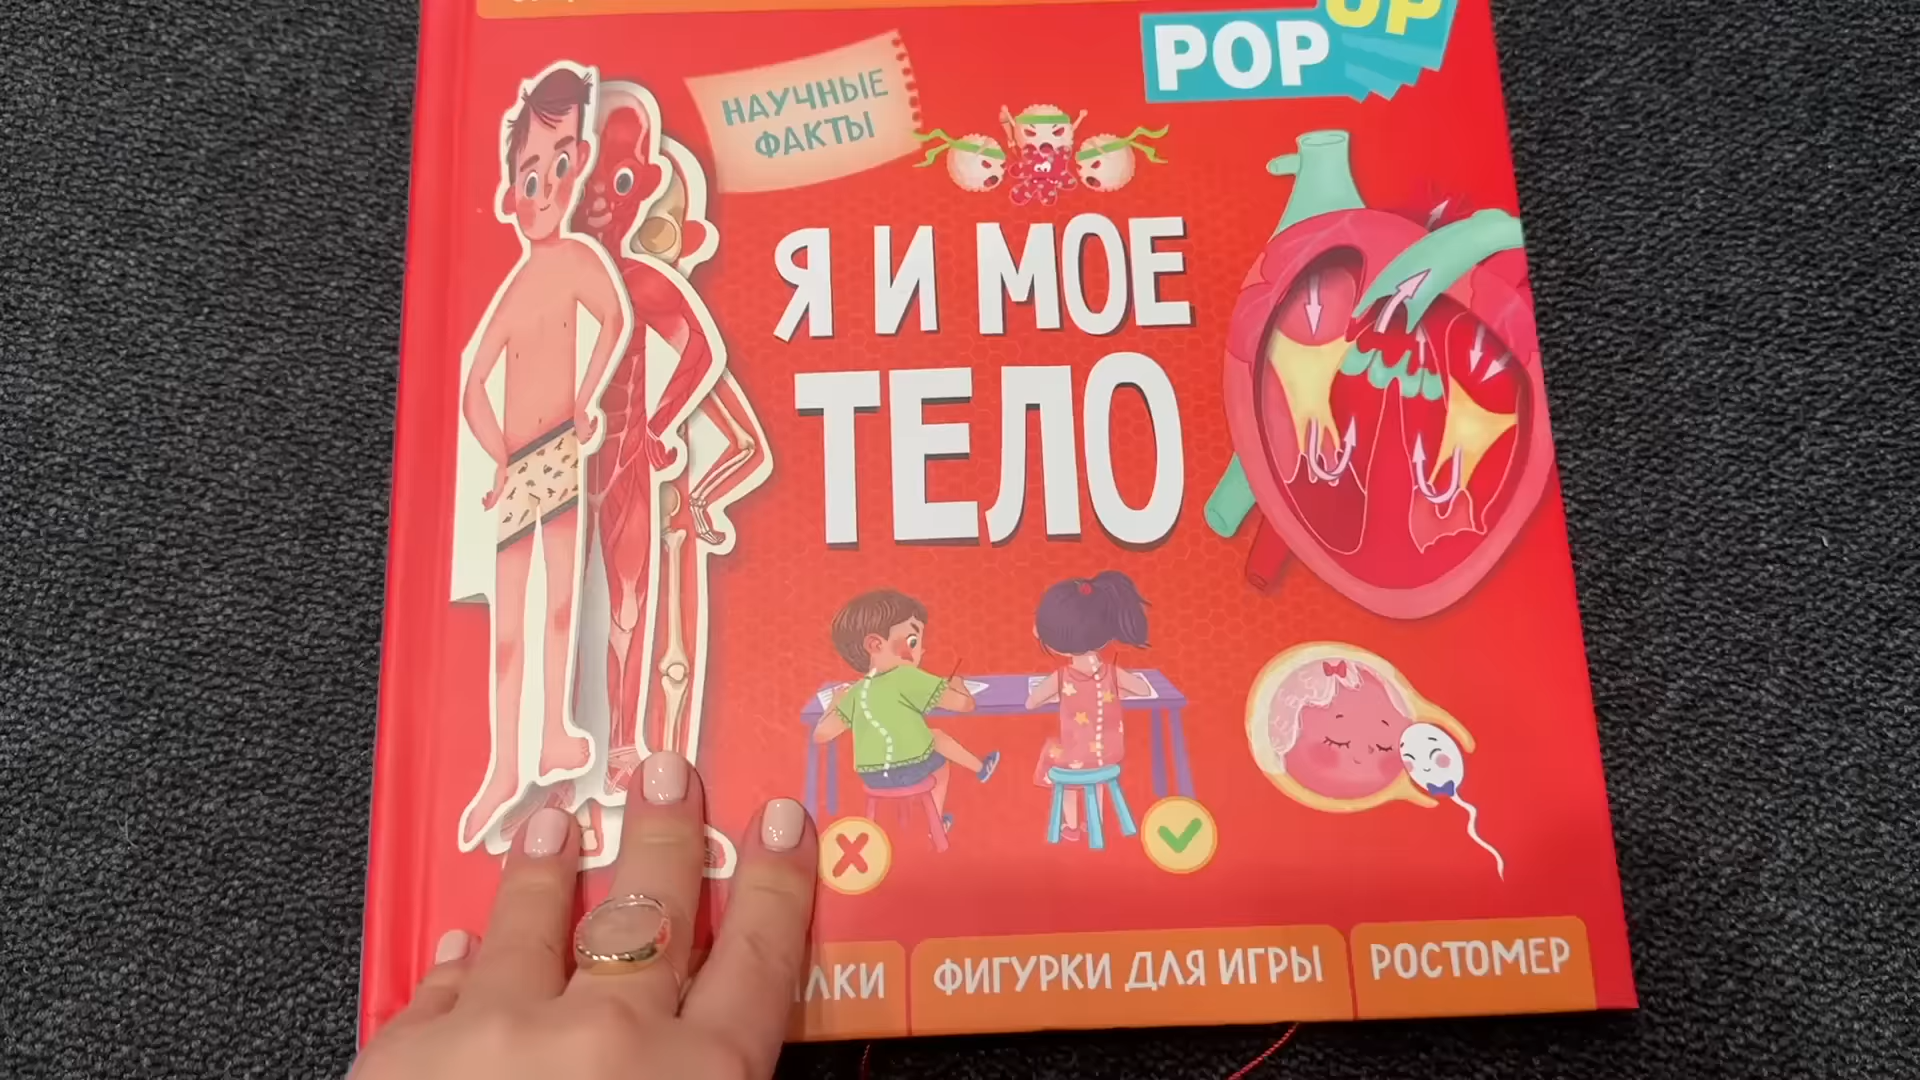 POP UP
НАУЧНЫЕ
ФАКТЫ
Я И МОЕ
ТЕЛО
ФИГУРКИ ДЛЯ ИГРЫ
РОСТОМЕР